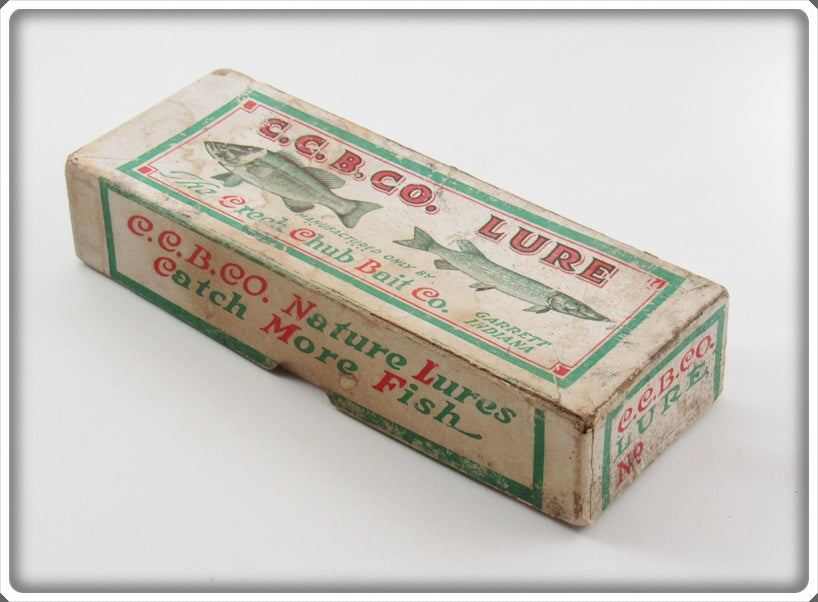 C.C.B.CO. LURE
MANUFACTURED ONLY BY
The Creek Chub Bait Co.
GARRETT
INDIANA
C.C.B.CO. Nature Lures
Catch More Fish
C.C.B.CO.
LURE
No